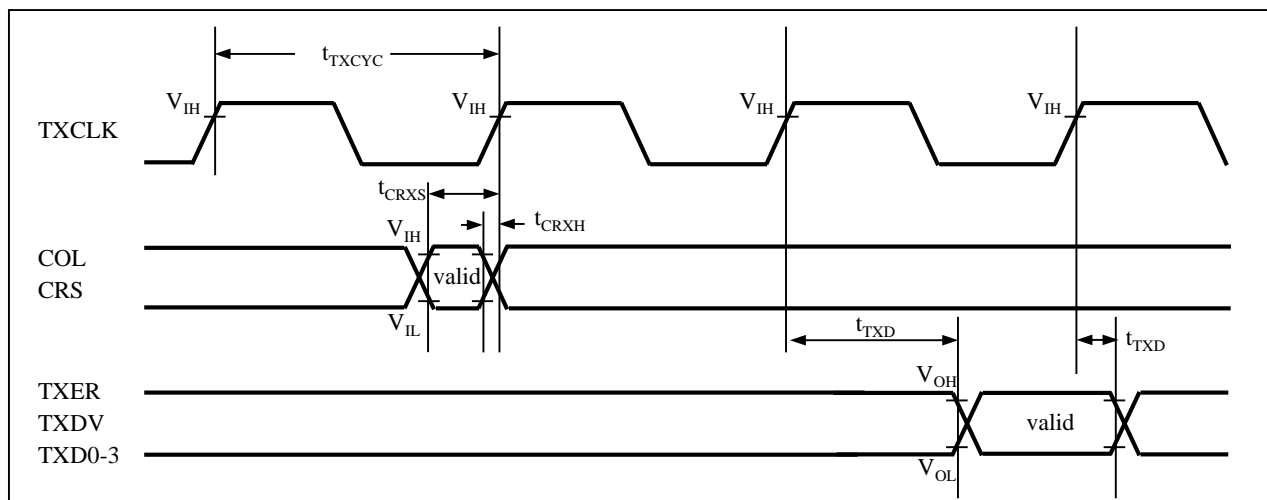 tTXCYC
VIH VIH VIH VIH
TXCLK
tCRXS
tCRXH
VIH
COL
CRS
valid
VIL
tTXD
tTXD
VOH
TXER
TXDV
TXD0-3
valid
VOL